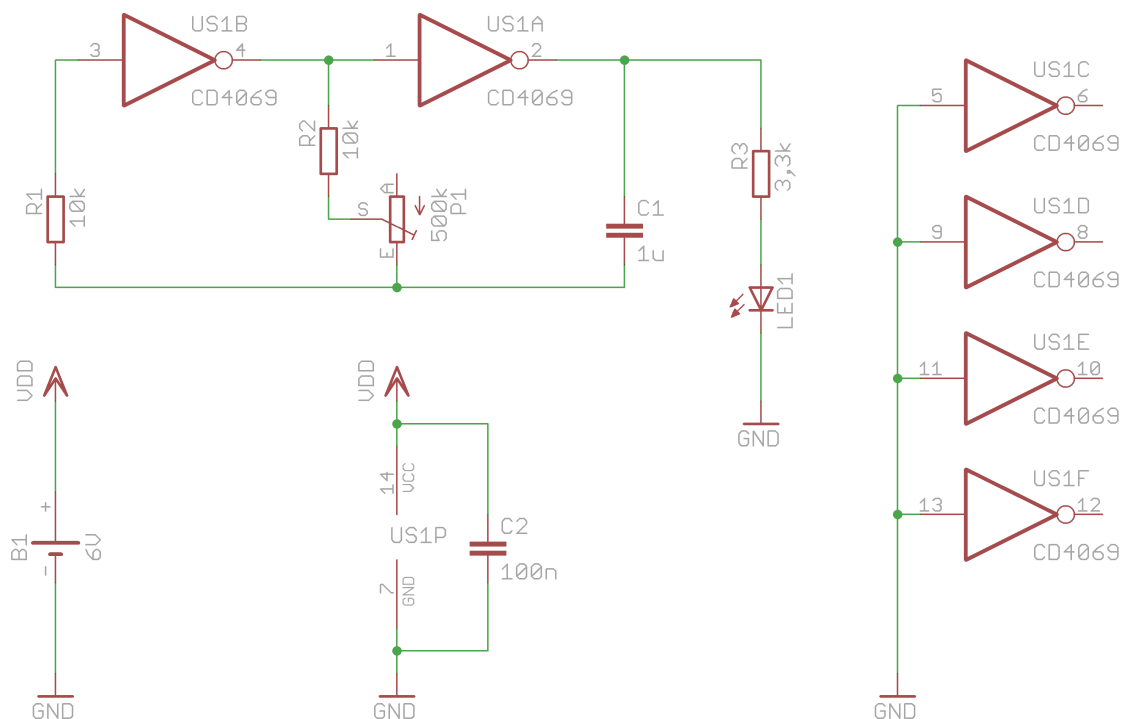 US1B
3
4
CD4069
US1A
1
2
CD4069
R1
10k
R2
10k
A
S
E
500k
P1
C1
1u
R3
3,3k
LED1
GND
VDD
+
B1
6V
-
GND
VDD
14
VCC
US1P
7
GND
C2
100n
GND
US1C
5
6
CD4069
US1D
9
8
CD4069
US1E
11
10
CD4069
US1F
13
12
CD4069
GND